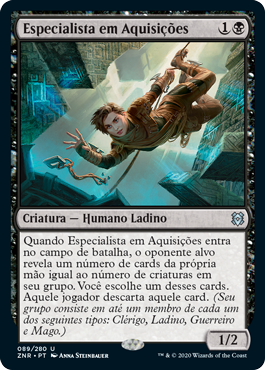 Especialista em Aquisições 1
Criatura — Humano Ladino
Quando Especialista em Aquisições entra
no campo de batalha, o oponente alvo
revela um número de cards da própria
mão igual ao número de criaturas em
seu grupo. Você escolhe um desses cards.
Aquele jogador descarta aquele card. (Seu
grupo consiste em até um membro de cada um
dos seguintes tipos: Clérigo, Ladino, Guerreiro
e Mago.)
1/2
089/280 U
ZNR • PT Anna Steinbauer
™ & © 2020 Wizards of the Coast